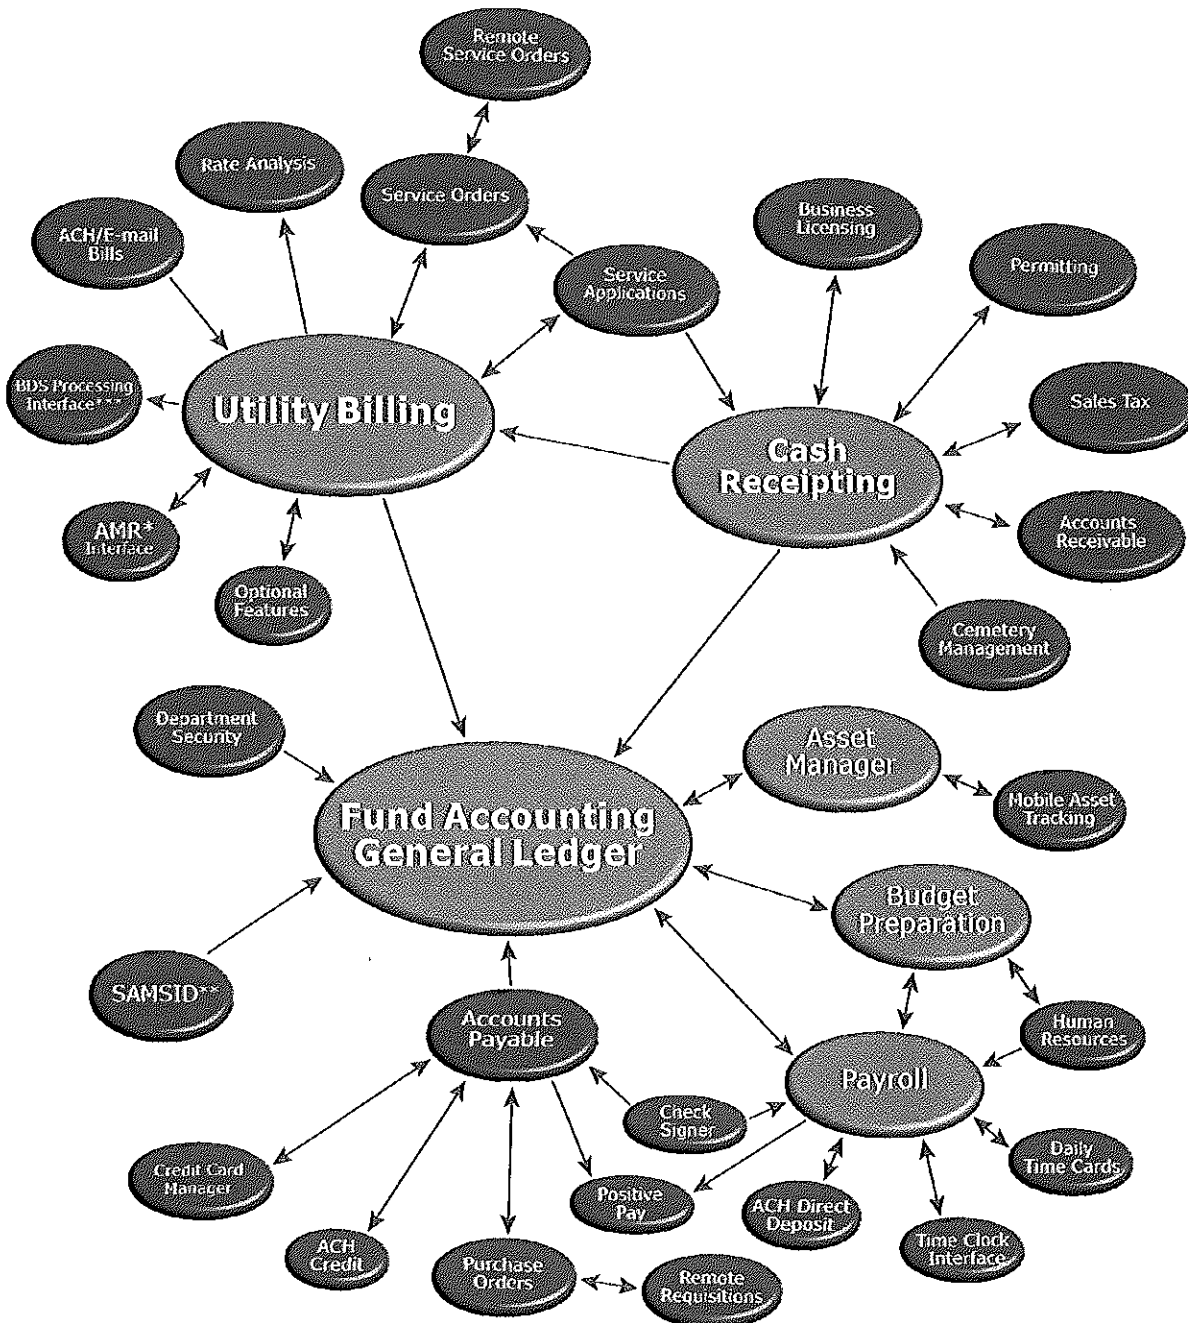 Remote
Service Orders
Rate Analysis
Service Orders
Business
Licensing
ACH/E-mail
Bills
Service
Applications
Permitting
BDS Processing
Interface***
Utility Billing
Sales Tax
Cash
Receipting
AMR*
Interface
Accounts
Receivable
Optional
Features
Cemetery
Management
Department
Security
Asset
Manager
Fund Accounting
General Ledger
Mobile Asset
Tracking
Budget
Preparation
SAMSID**
Accounts
Payable
Human
Resources
Payroll
Check
Signer
Daily
Time Cards
Credit Card
Manager
Positive
Pay
ACH Direct
Deposit
ACH
Credit
Purchase
Orders
Time Clock
Interface
Remote
Requisitions